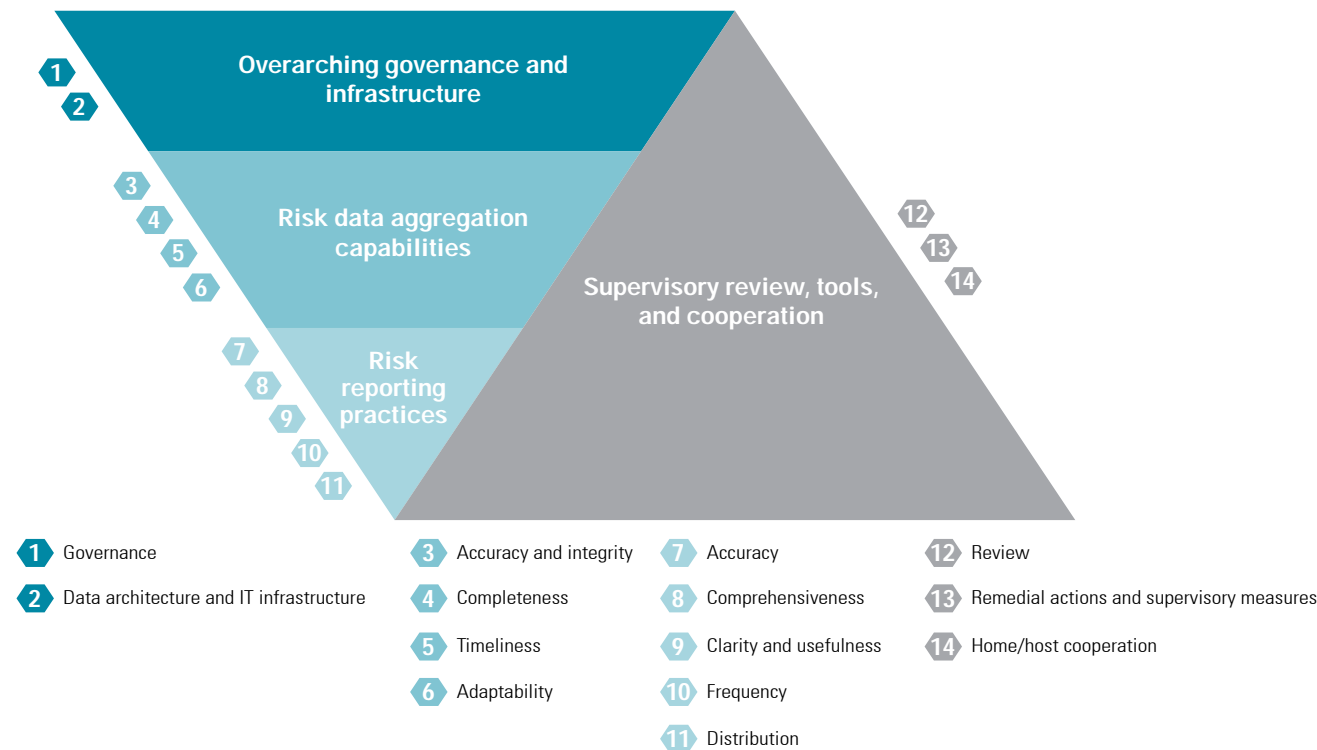 Overarching governance and
infrastructure
1
2
Risk data aggregation
capabilities
3
4
5
6
Risk
reporting
practices
7
8
9
10
11
Supervisory review, tools,
and cooperation
12
13
14
1 Governance
2 Data architecture and IT infrastructure
3 Accuracy and integrity
4 Completeness
5 Timeliness
6 Adaptability
7 Accuracy
8 Comprehensiveness
9 Clarity and usefulness
10 Frequency
11 Distribution
12 Review
13 Remedial actions and supervisory measures
14 Home/host cooperation